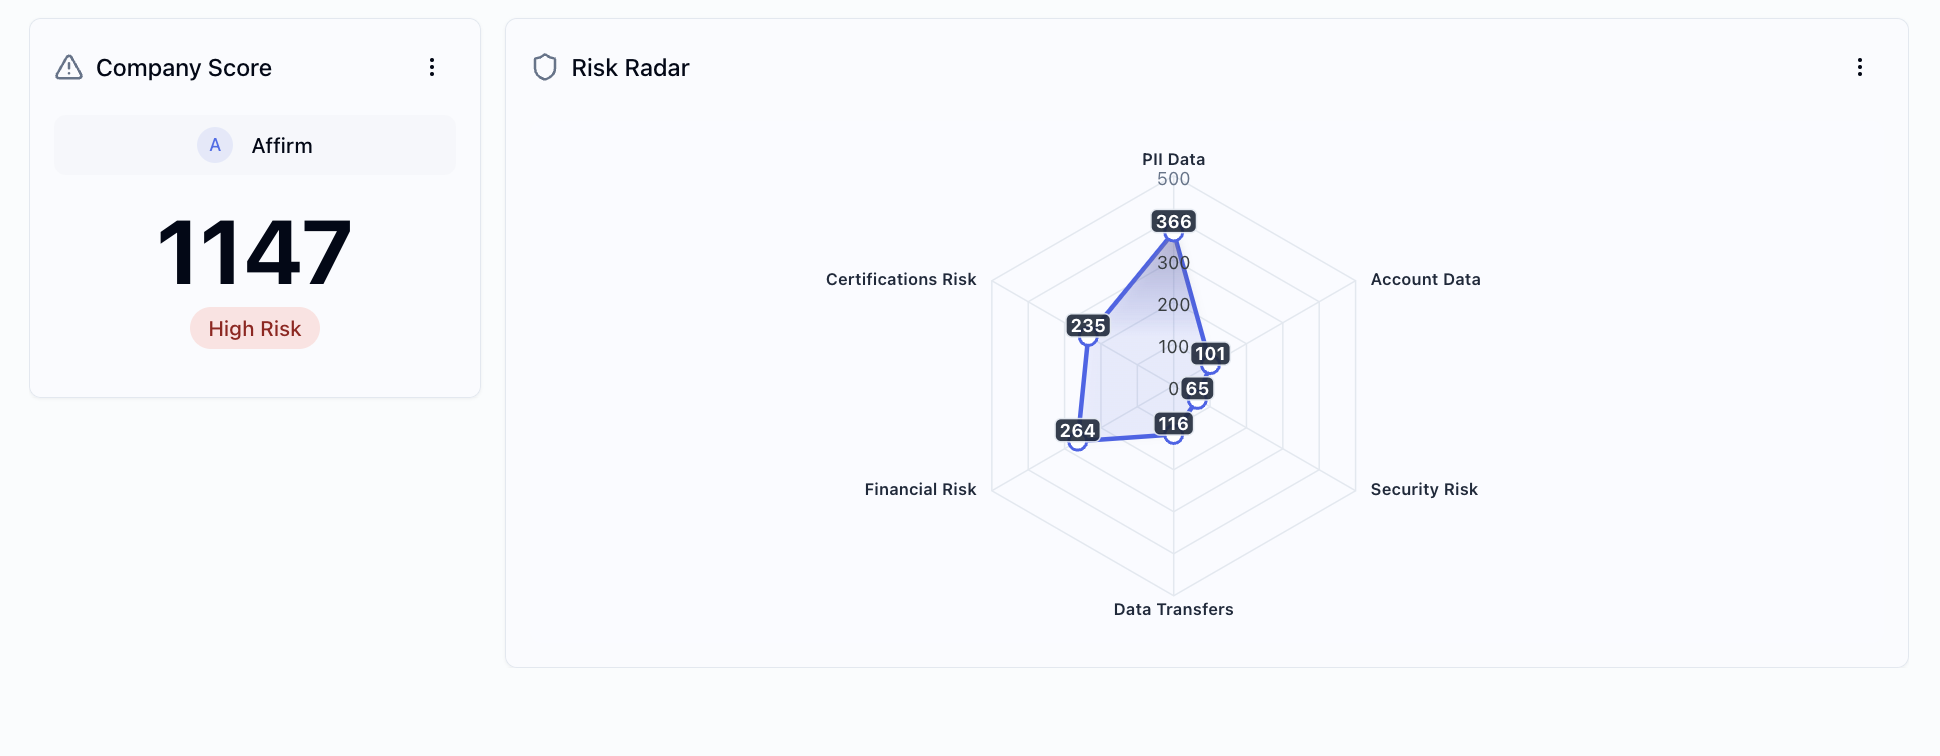 Company Score
A Affirm
1147
High Risk
Risk Radar
PII Data
500
366
300
200
100
0
Account Data
101
Security Risk
65
Data Transfers
116
Financial Risk
264
Certifications Risk
235